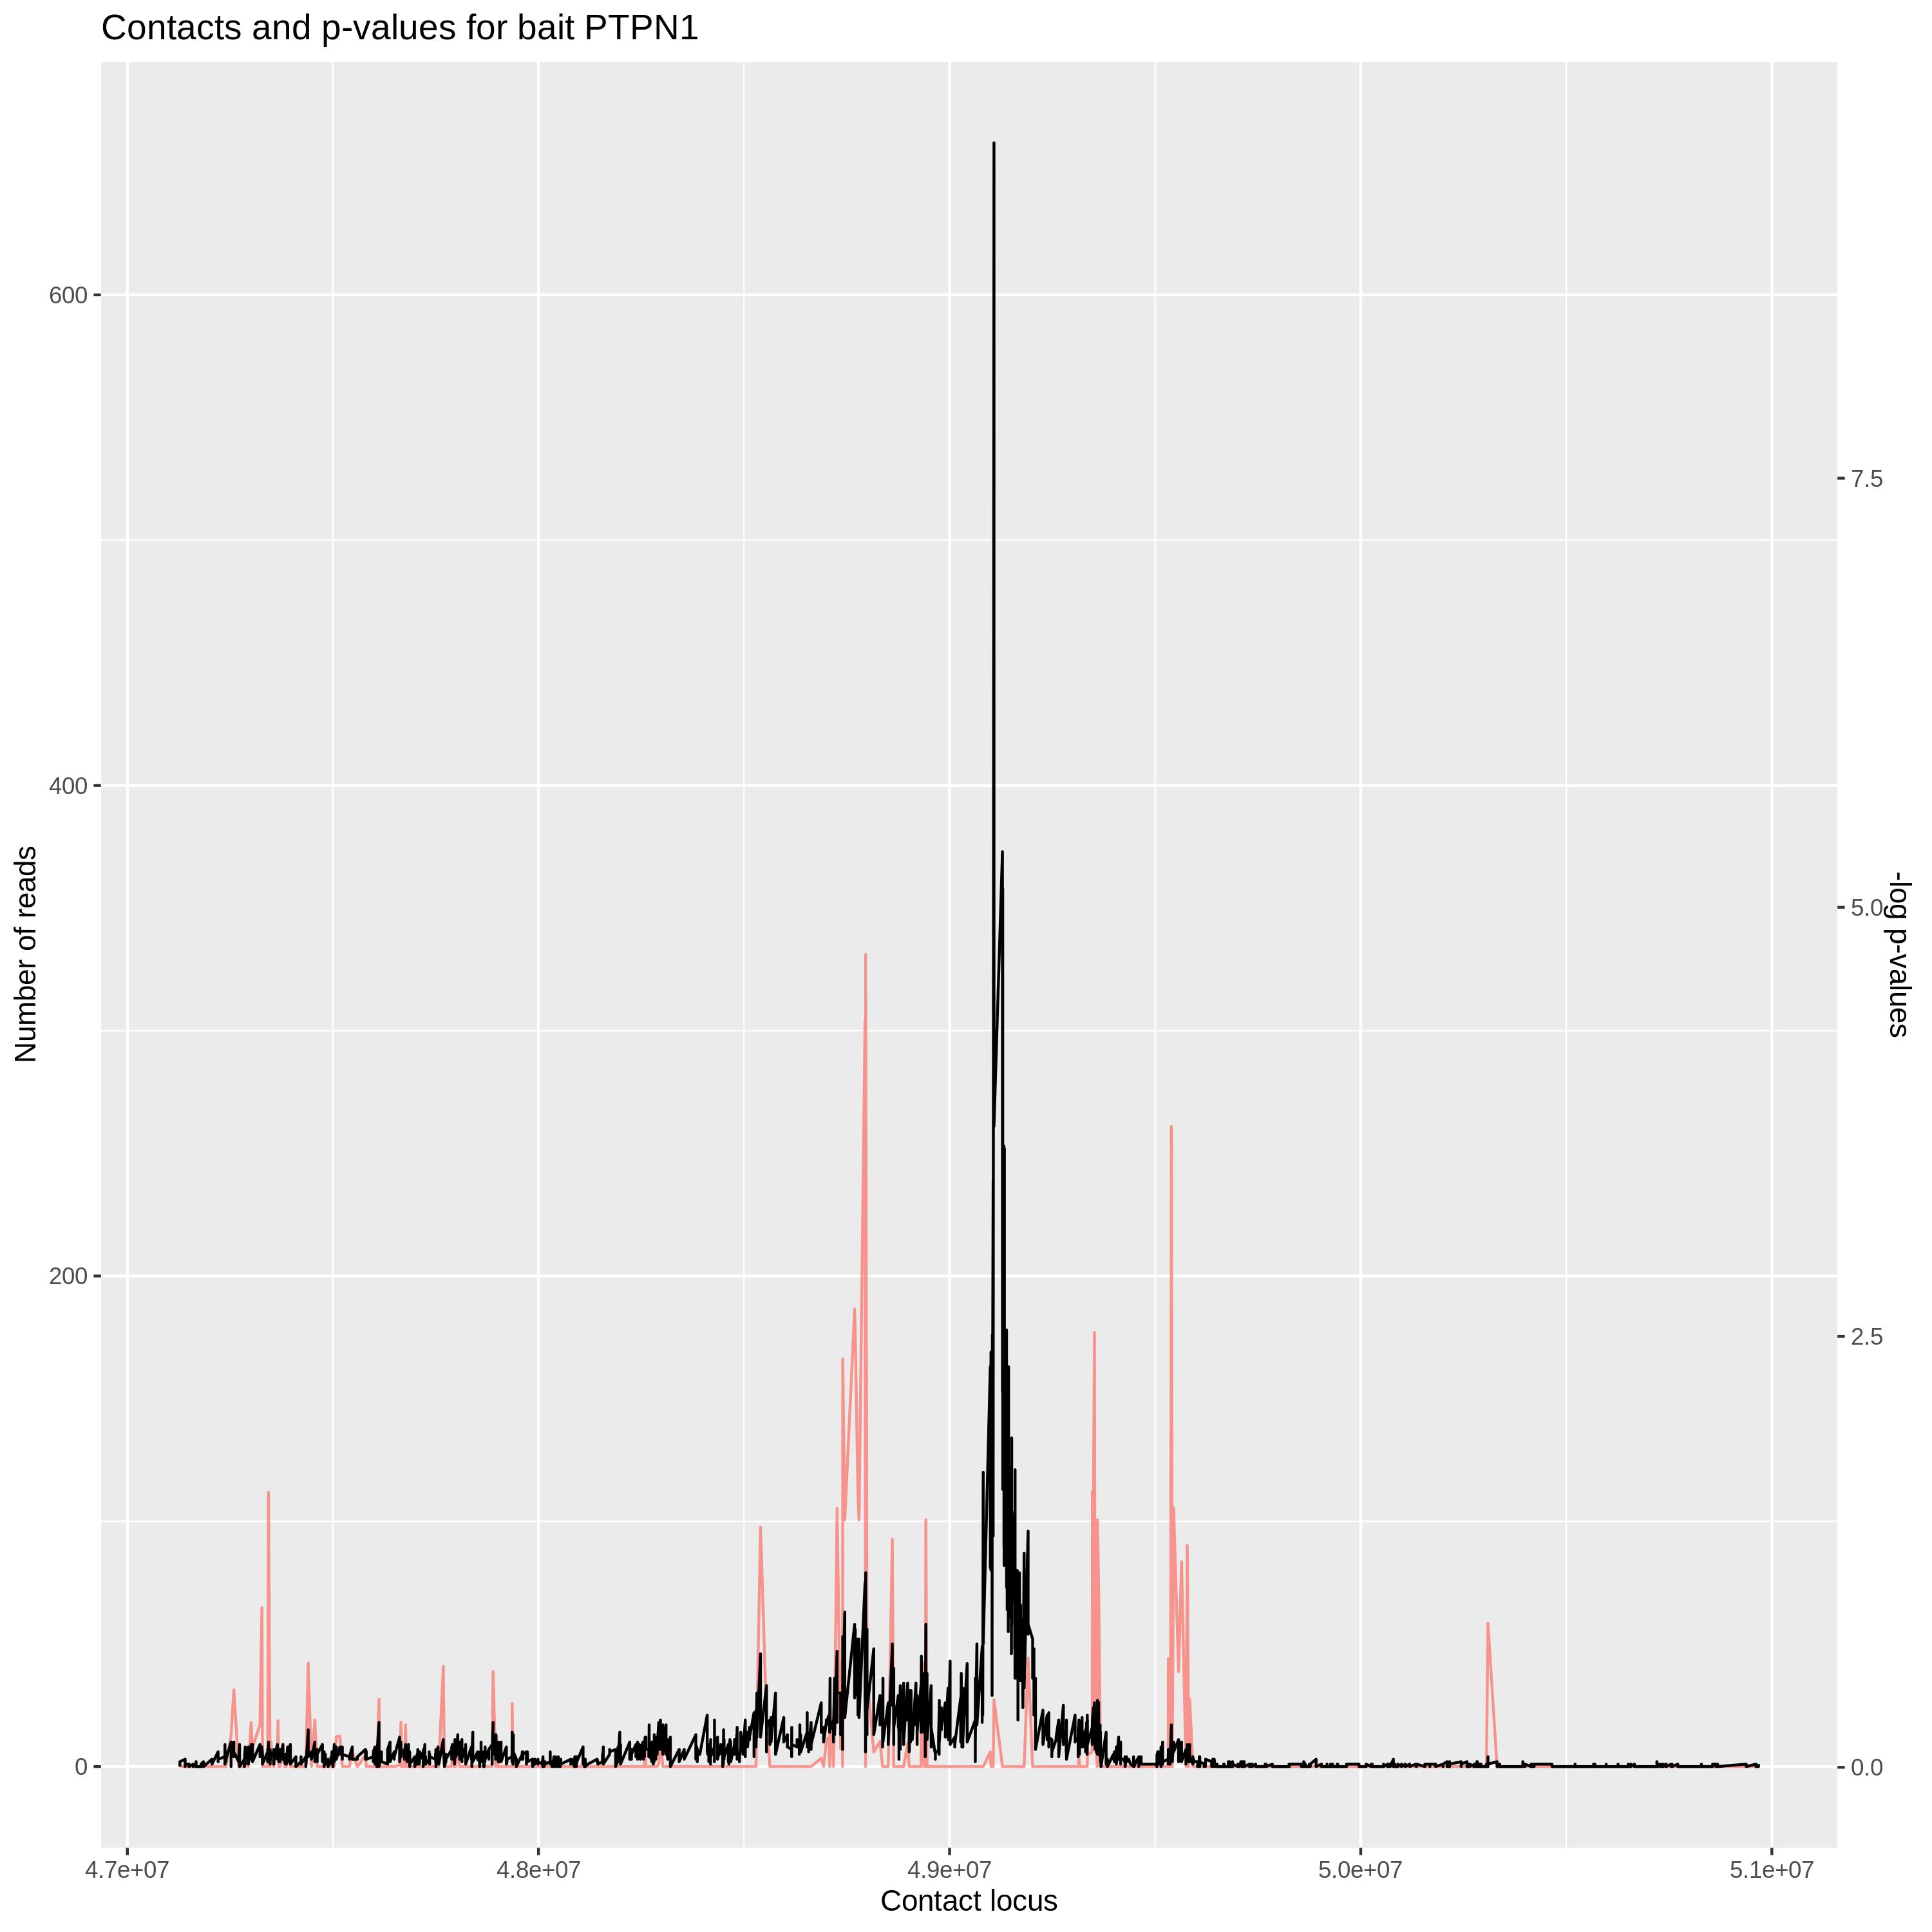 Contacts and p-values for bait PTPN1
600
400
200
0
Number of reads
7.5
5.0
2.5
0.0
-log p-values
4.7e+07
4.8e+07
4.9e+07
5.0e+07
5.1e+07
Contact locus